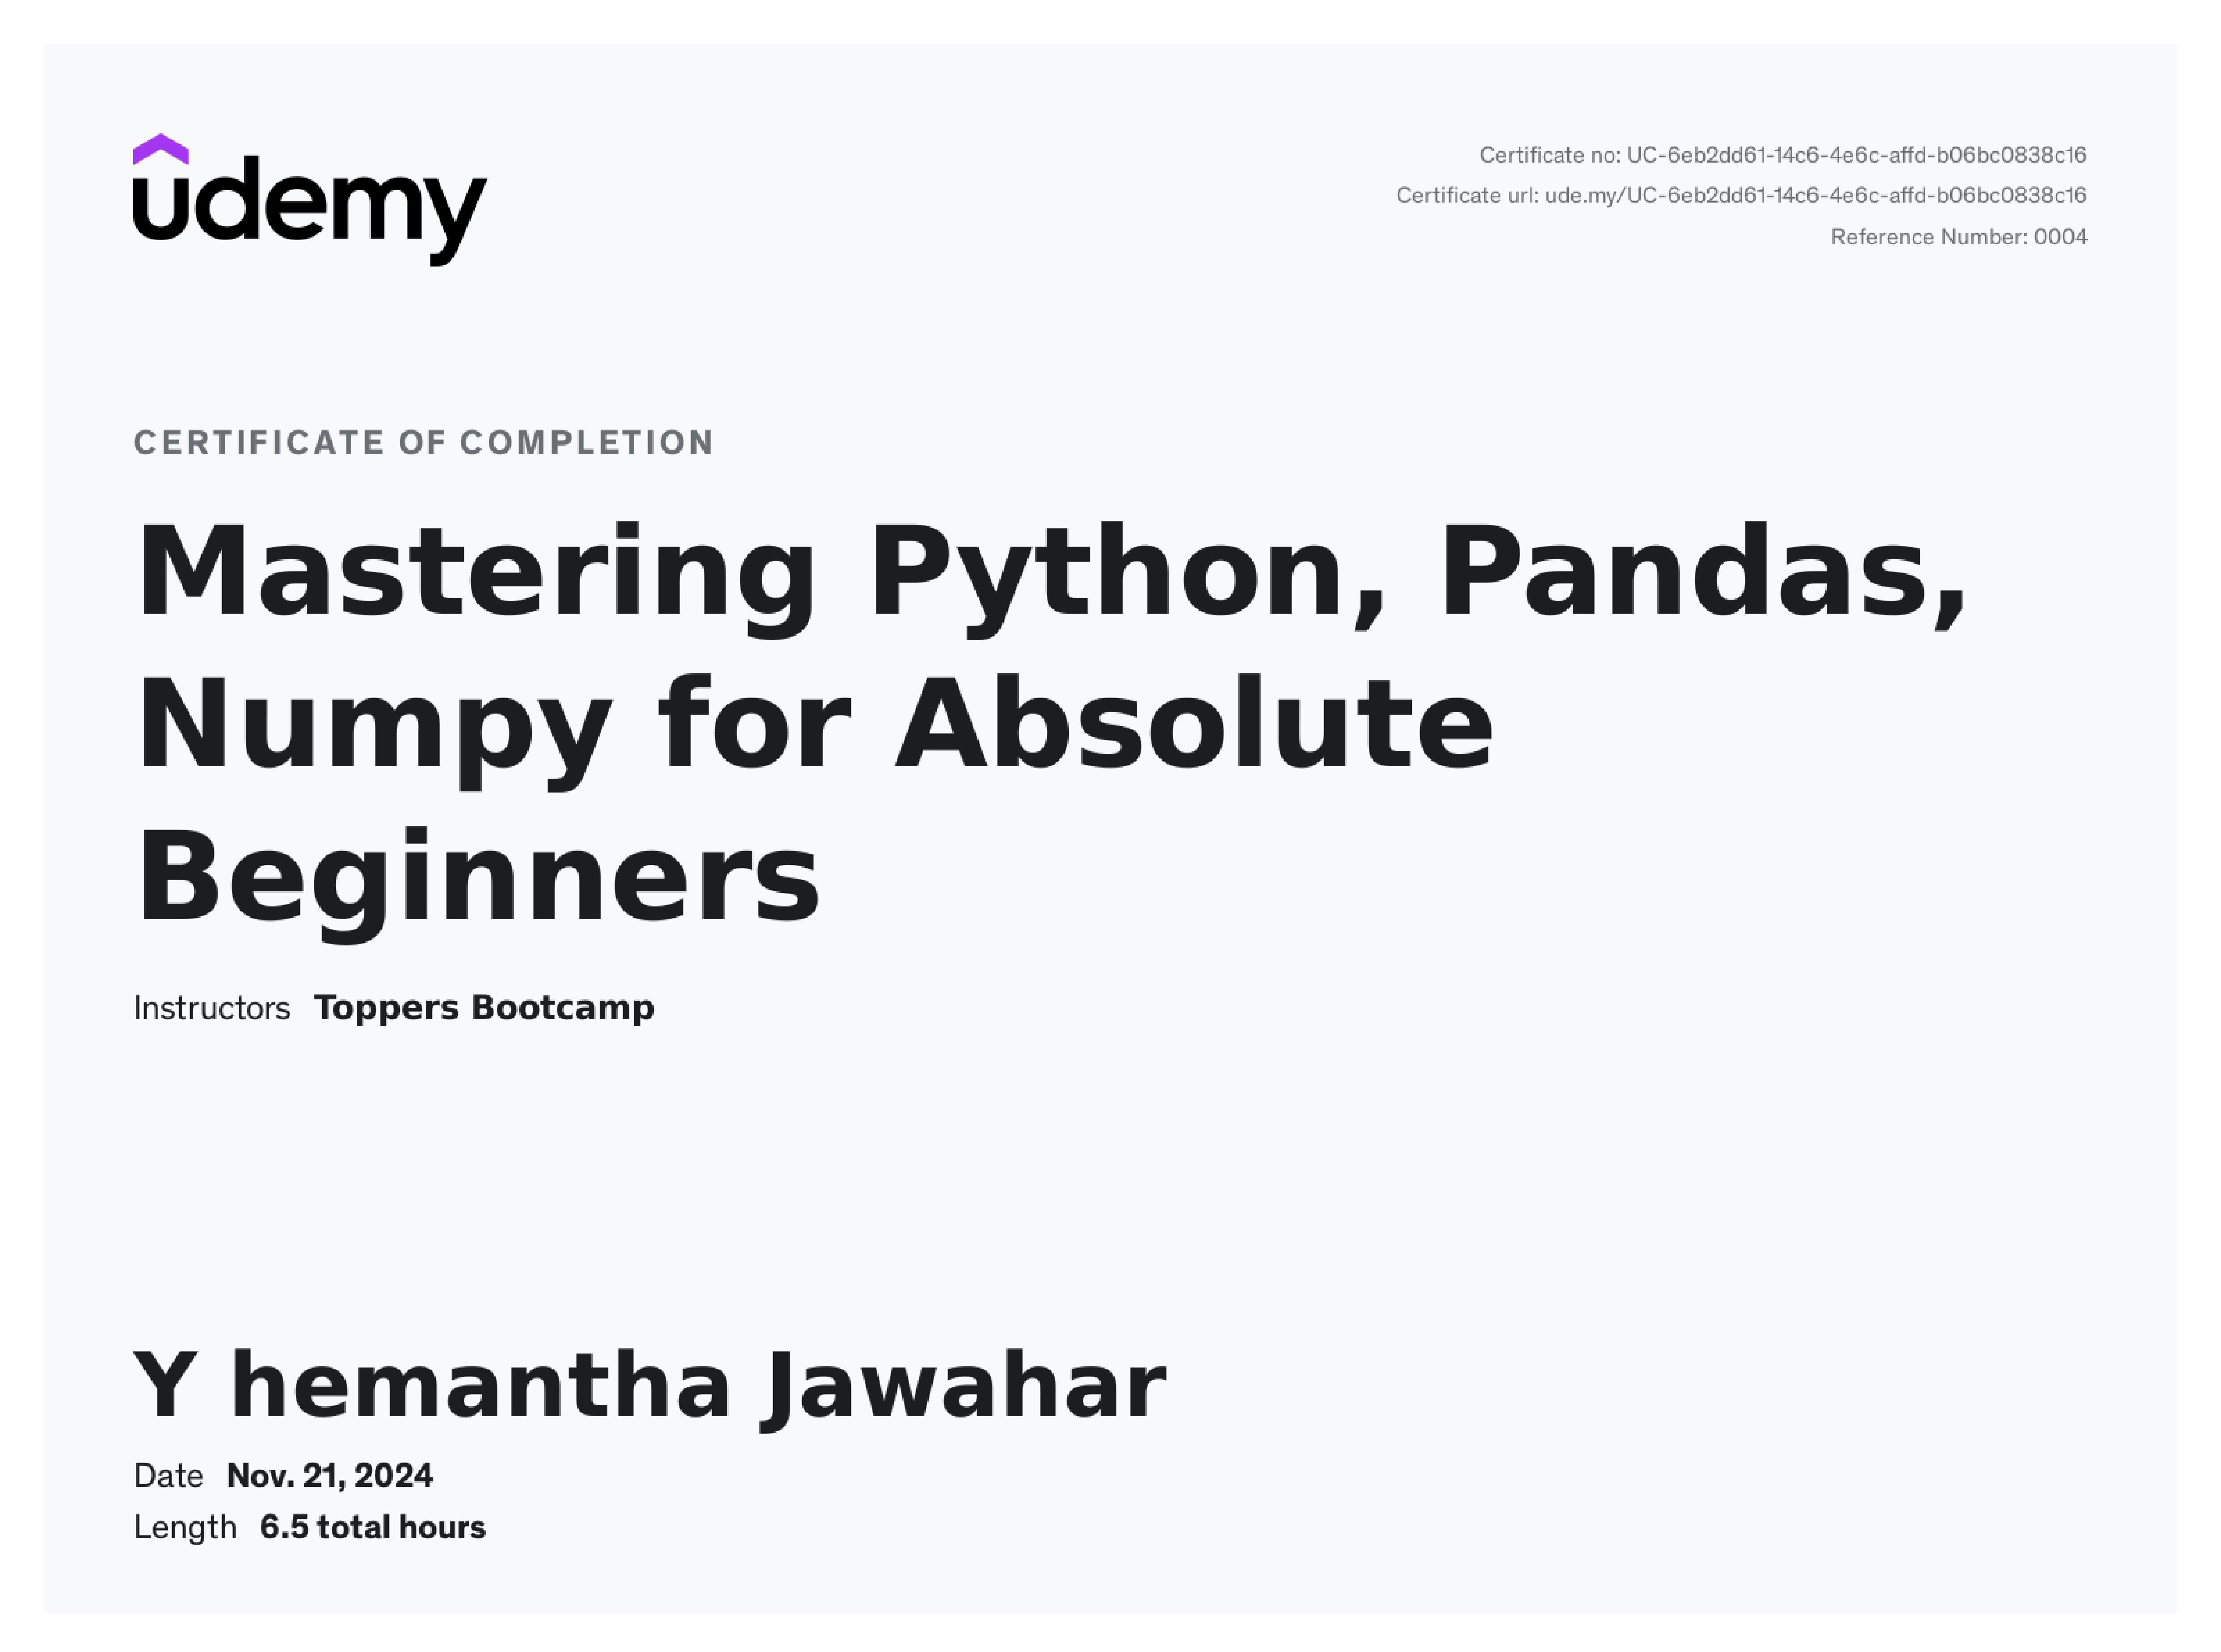 udemy
Certificate no: UC-6eb2dd61-14c6-4e6c-affd-b06bc0838c16
Certificate url: ude.my/UC-6eb2dd61-14c6-4e6c-affd-b06bc0838c16
Reference Number: 0004
CERTIFICATE OF COMPLETION
Mastering Python, Pandas,
Numpy for Absolute
Beginners
Instructors Toppers Bootcamp
Y hemantha Jawahar
Date Nov. 21, 2024
Length 6.5 total hours